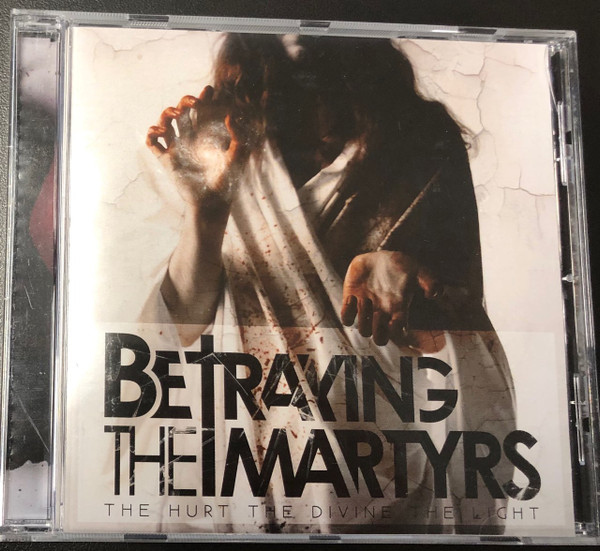 BETRAYING
THE MARTYRS
THE HURT THE DIVINE THE LIGHT